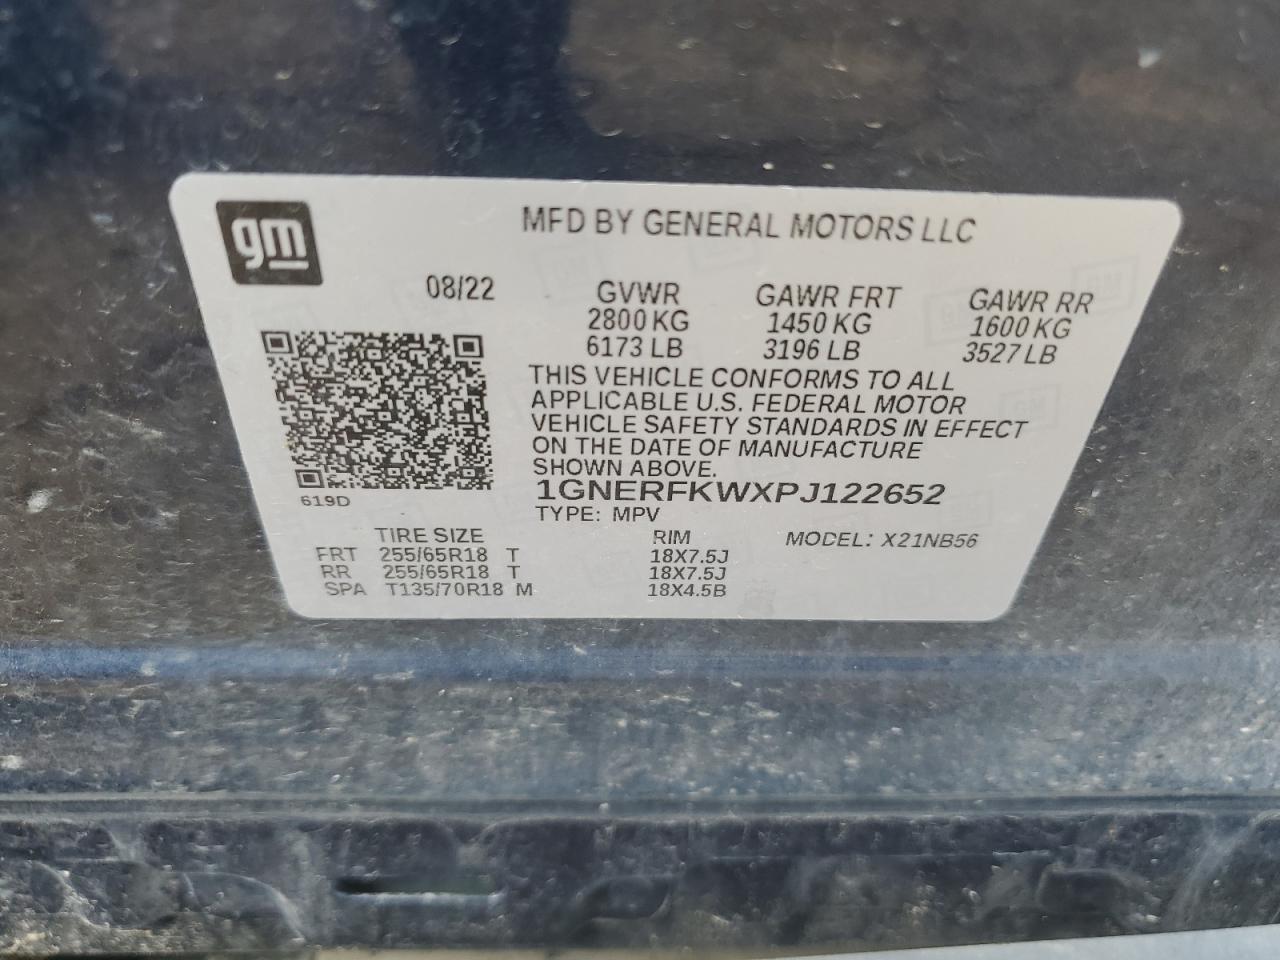 gm
MFD BY GENERAL MOTORS LLC
08/22 GVWR GAWR FRT GAWR RR
2800 KG 1450 KG 1600 KG
6173 LB 3196 LB 3527 LB
THIS VEHICLE CONFORMS TO ALL
APPLICABLE U.S. FEDERAL MOTOR
VEHICLE SAFETY STANDARDS IN EFFECT
ON THE DATE OF MANUFACTURE
SHOWN ABOVE.
619D
1GNERFKWXPJ122652
TYPE: MPV
TIRE SIZE RIM MODEL: X21NB56
FRT 255/65R18 T 18X7.5J
RR 255/65R18 T 18X7.5J
SPA T135/70R18 M 18X4.5B